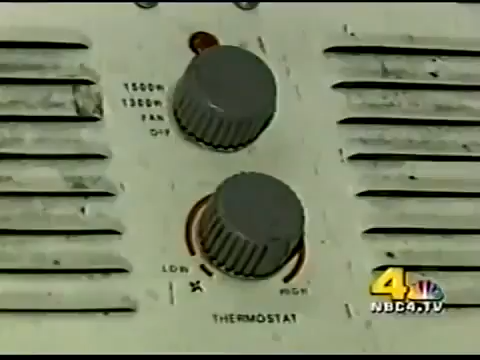 1500W
1300W
FAN
OFF
LOW
HIGH
THERMOSTAT
4
NBC4.TV